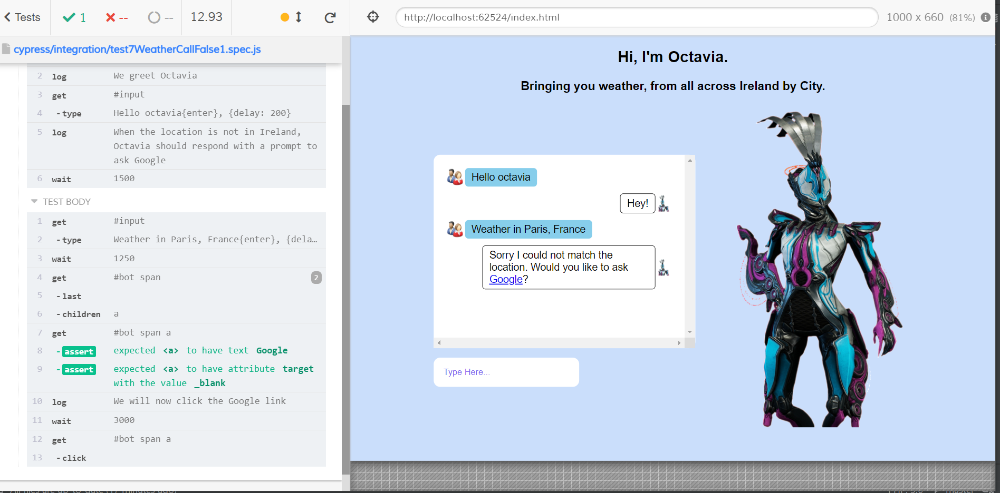 Tests
1
--
--
12.93
http://localhost:62524/index.html
1000 x 660 (81%)
cypress/integration/test7WeatherCallFalse1.spec.js
2 log We greet Octavia
3 get #input
4 -type Hello octavia{enter}, {delay: 200}
5 log When the location is not in Ireland,
Octavia should respond with a prompt to
ask Google
6 wait 1500
TEST BODY
1 get #input
2 -type Weather in Paris, France{enter}, {dela…
3 wait 1250
4 get #bot span 2
5 -last
6 -children a
7 get #bot span a
8 -assert expected <a> to have text Google
9 -assert expected <a> to have attribute target
with the value _blank
10 log We will now click the Google link
11 wait 3000
12 get #bot span a
13 -click
Hi, I'm Octavia.
Bringing you weather, from all across Ireland by City.
Hello octavia
Hey!
Weather in Paris, France
Sorry I could not match the
location. Would you like to ask
Google?
Type Here...